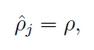 ρ̂ⱼ = ρ,